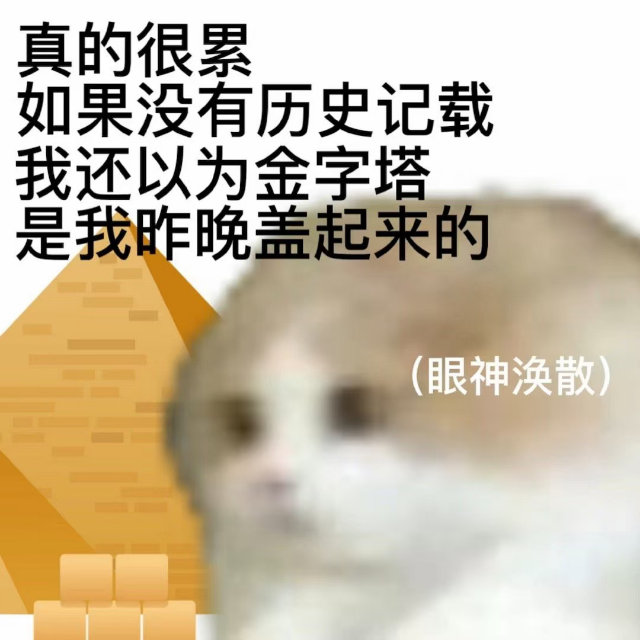 真的很累
如果没有历史记载
我还以为金字塔
是我昨晚盖起来的
（眼神涣散）